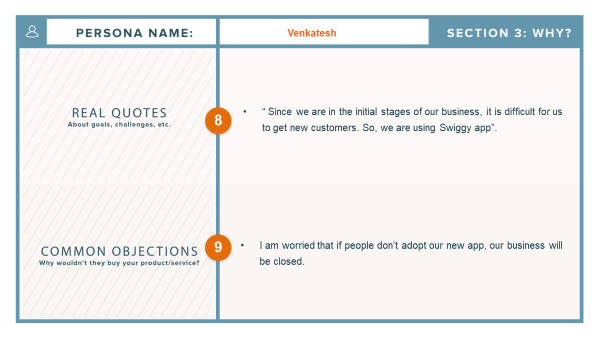 PERSONA NAME:
Venkatesh
SECTION 3: WHY?
REAL QUOTES
About goals, challenges, etc.
8
• “ Since we are in the initial stages of our business, it is difficult for us
to get new customers. So, we are using Swiggy app”.
COMMON OBJECTIONS
Why wouldn't they buy your product/service?
9
• I am worried that if people don’t adopt our new app, our business will
be closed.